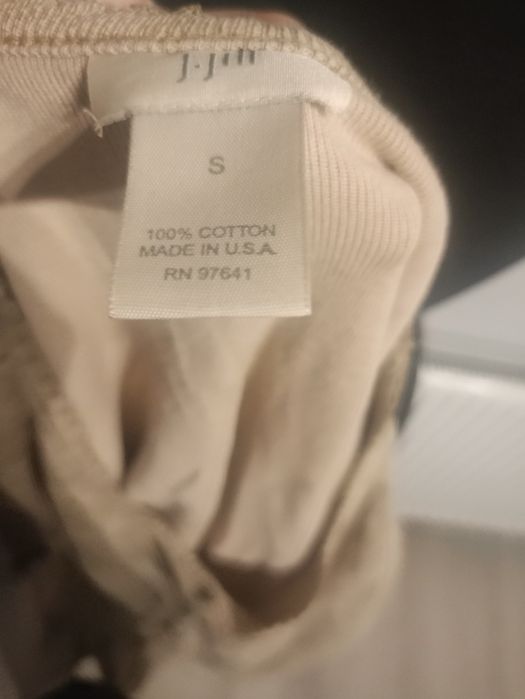 J.Jill
S
100% COTTON
MADE IN U.S.A.
RN 97641